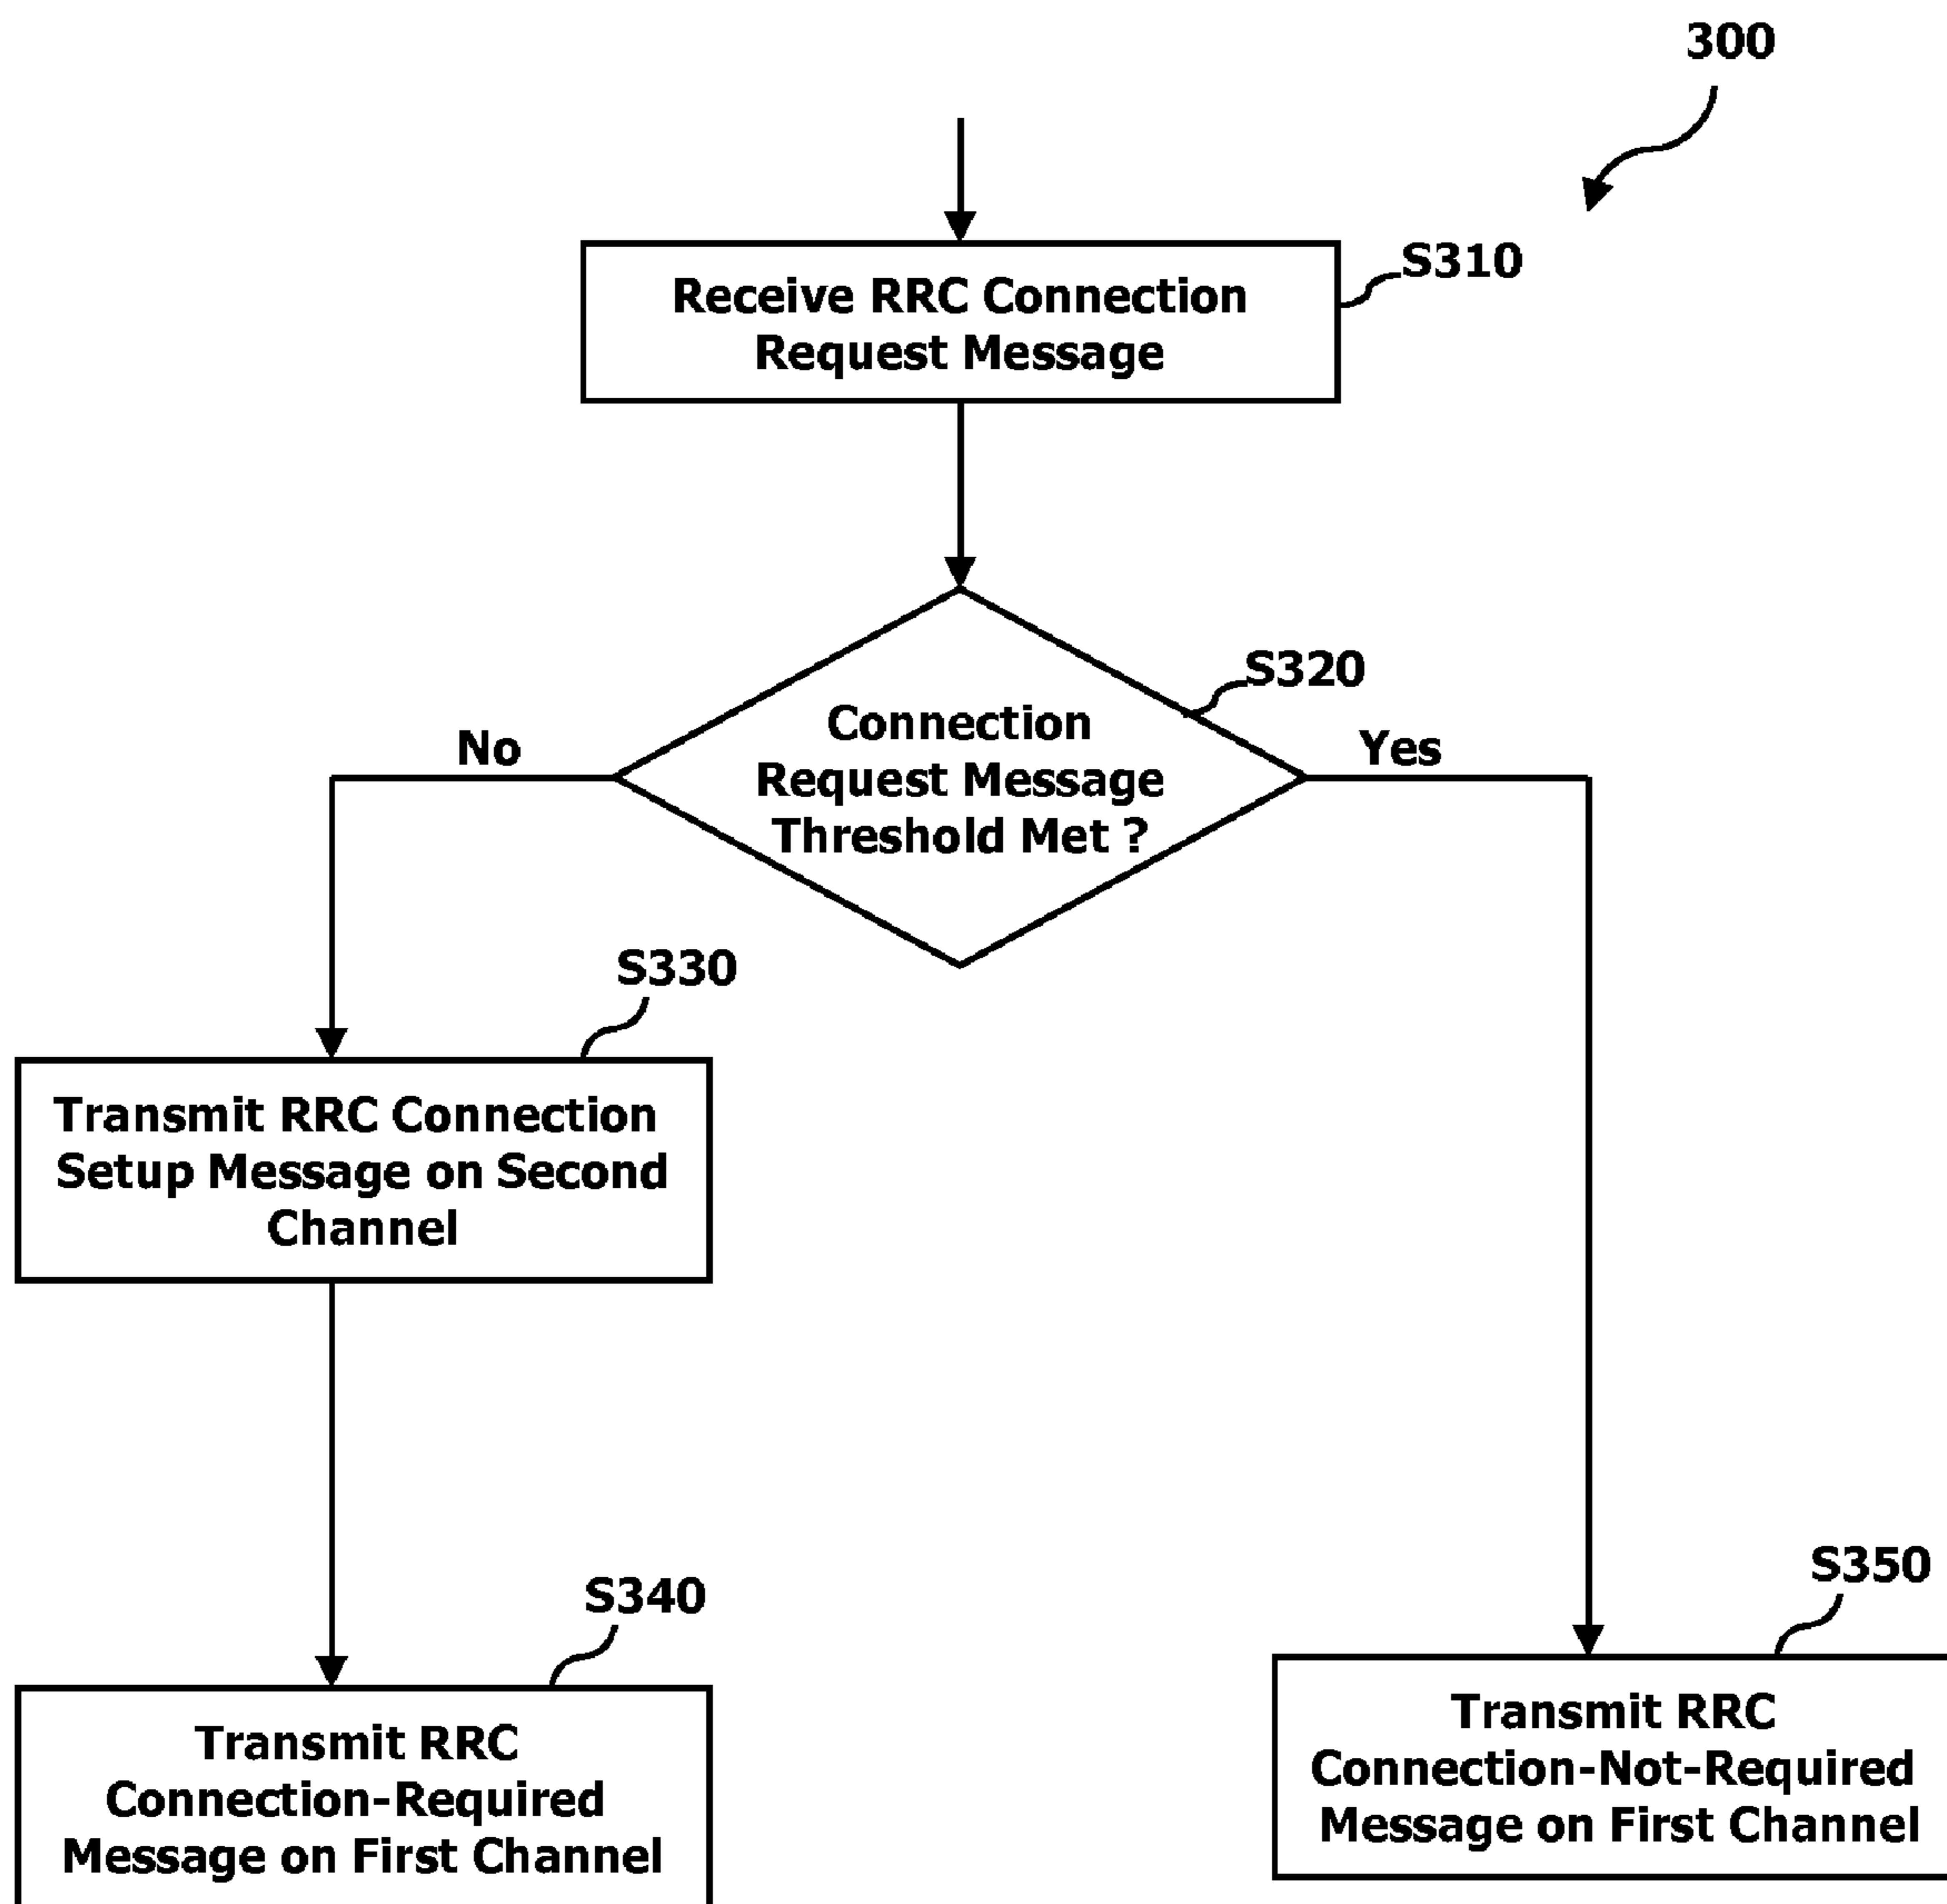 300
S310
Receive RRC Connection
Request Message
S320
Connection
Request Message
Threshold Met ?
No
Yes
S330
Transmit RRC Connection
Setup Message on Second
Channel
S340
Transmit RRC
Connection-Required
Message on First Channel
S350
Transmit RRC
Connection-Not-Required
Message on First Channel